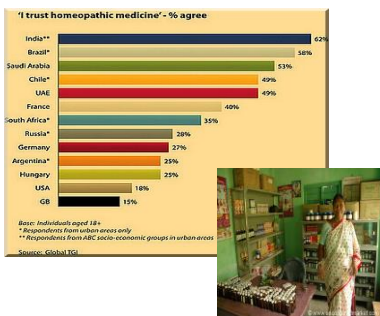 'I trust homeopathic medicine' - % agree
India** 62%
Brazil* 58%
Saudi Arabia 53%
Chile* 49%
UAE 49%
France 40%
South Africa* 35%
Russia* 28%
Germany 27%
Argentina* 25%
Hungary 25%
USA 18%
GB 15%
Base: Individuals aged 18+
* Respondents from urban areas only
** Respondents from ABC socio-economic groups in urban areas
Source: Global TGI